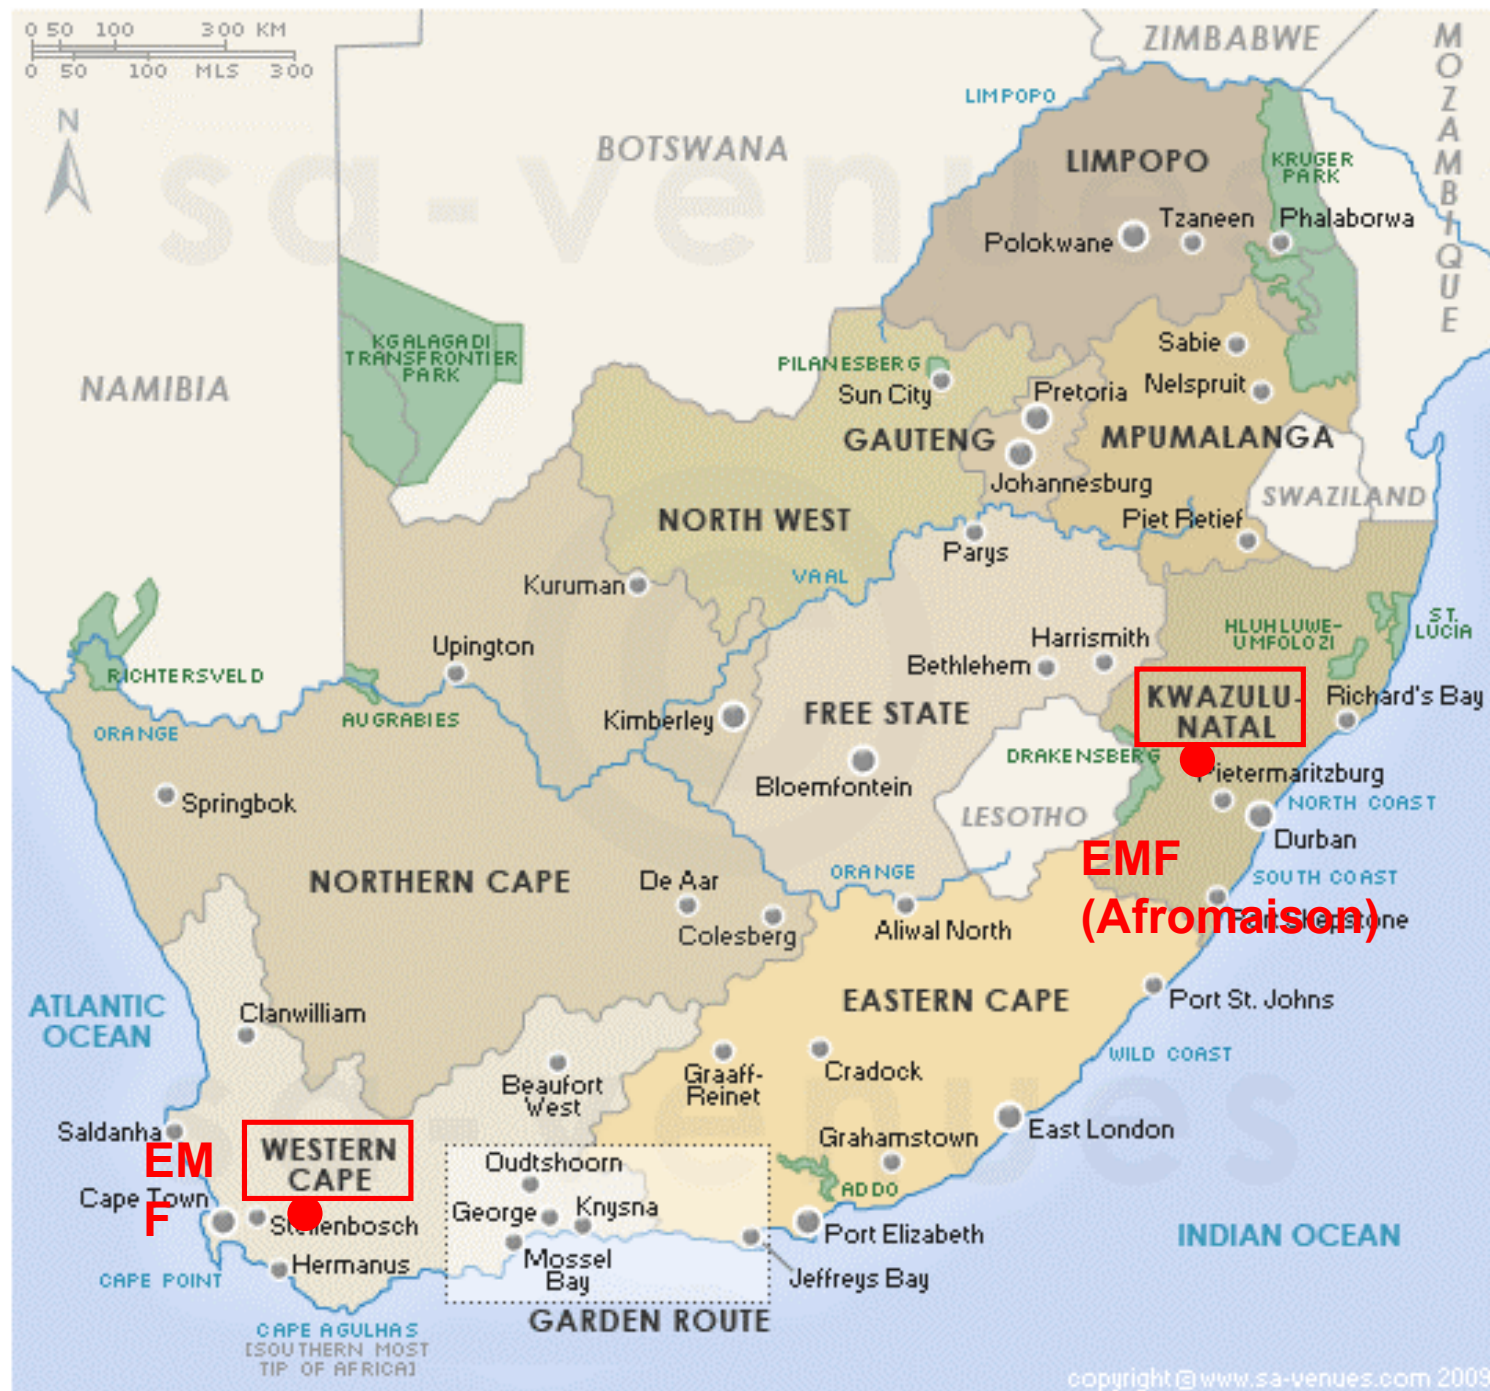 0 50 100 300 KM
0 50 100 MLS 300
N
ZIMBABWE
MOZAMBIQUE
BOTSWANA
NAMIBIA
sa-venues
LIMPOPO
LIMPOPO
KRUGER
PARK
Tzaneen
Phalaborwa
Polokwane
KGALAGADI
TRANSFRONTIER
PARK
PILANESBERG
Sun City
Sabie
Nelspruit
Pretoria
GAUTENG
MPUMALANGA
Johannesburg
SWAZILAND
NORTH WEST
Piet Retief
Parys
VAAL
Kuruman
Upington
RICHTERSVELD
ORANGE
AUGRABIES
Kimberley
FREE STATE
Bethlehem
Harrismith
HLUHLUWE-
UMFOLOZI
ST.
LUCIA
KWAZULU-
NATAL
Richard's Bay
DRAKENSBERG
Pietermaritzburg
Bloemfontein
LESOTHO
NORTH COAST
Durban
Springbok
NORTHERN CAPE
De Aar
Colesberg
ORANGE
Aliwal North
EMF
(Afromaison)
SOUTH COAST
Port Shepstone
ATLANTIC
OCEAN
Clanwilliam
EASTERN CAPE
Port St. Johns
WILD COAST
Beaufort
West
Graaff-
Reinet
Cradock
sa-venues
Saldanha
EM
F
WESTERN
CAPE
Cape Town
Stellenbosch
Hermanus
CAPE POINT
Oudtshoorn
George
Knysna
Mossel
Bay
Grahamstown
East London
ADDO
Port Elizabeth
Jeffreys Bay
INDIAN OCEAN
GARDEN ROUTE
CAPE AGULHAS
[SOUTHERN MOST
TIP OF AFRICA]
copyright@www.sa-venues.com 2009